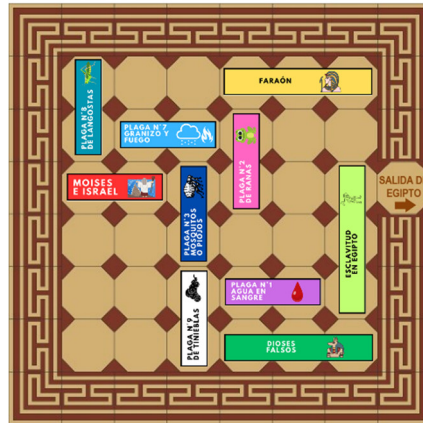 PLAGA N°8
DE LANGOSTAS
FARAÓN
PLAGA N°7
GRANIZO Y
FUEGO
PLAGA N°2
DE RANAS
MOISES
E ISRAEL
PLAGA N°3
MOSQUITOS
O PIOJOS
ESCLAVITUD
EN EGIPTO
SALIDA D
EGIPTO
PLAGA N°9
DE TINIEBLAS
PLAGA N°1
AGUA EN
SANGRE
DIOSES
FALSOS